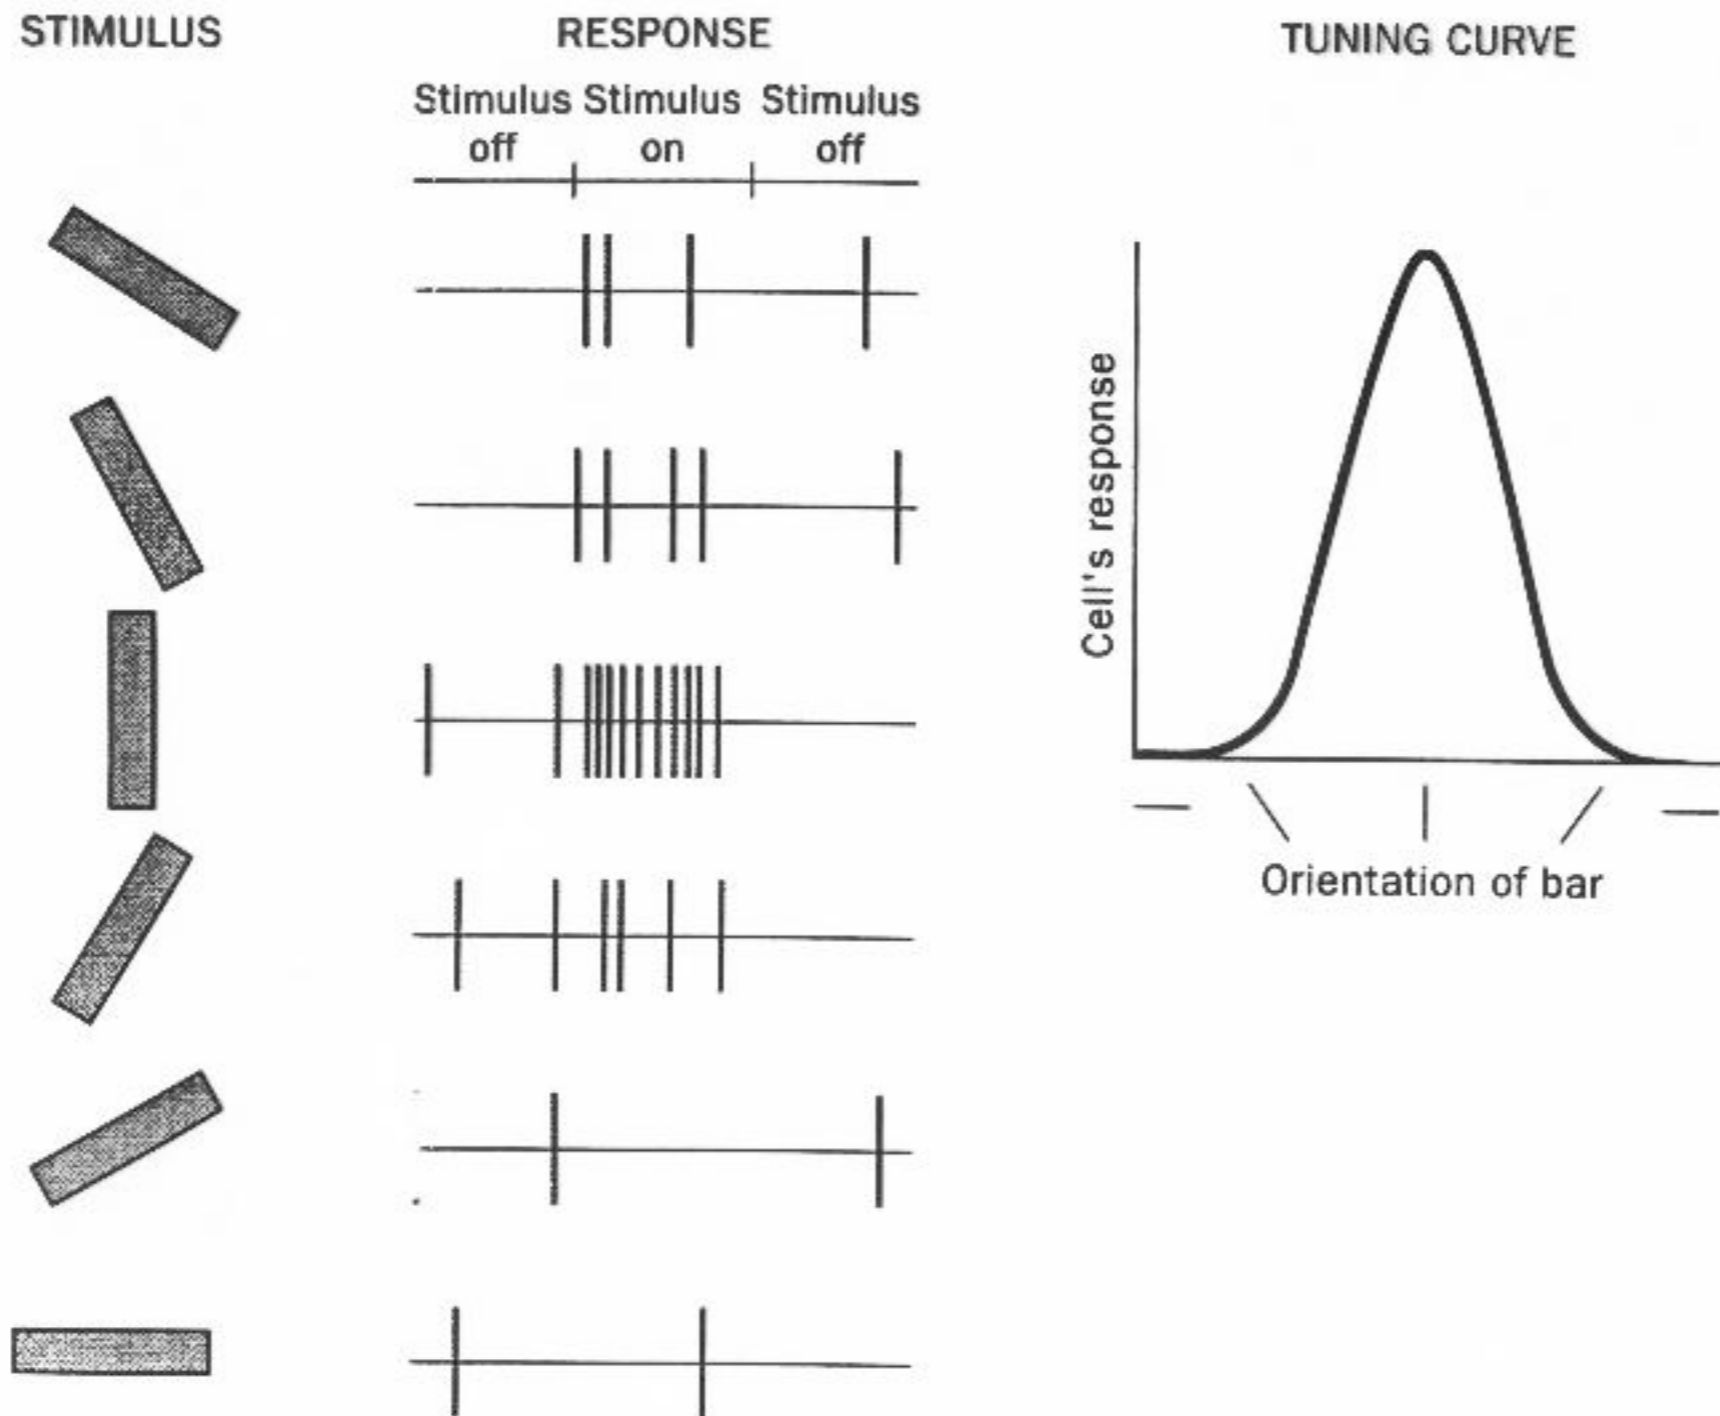 STIMULUS
RESPONSE
TUNING CURVE
Stimulus Stimulus Stimulus
off on off
Cell's response
Orientation of bar